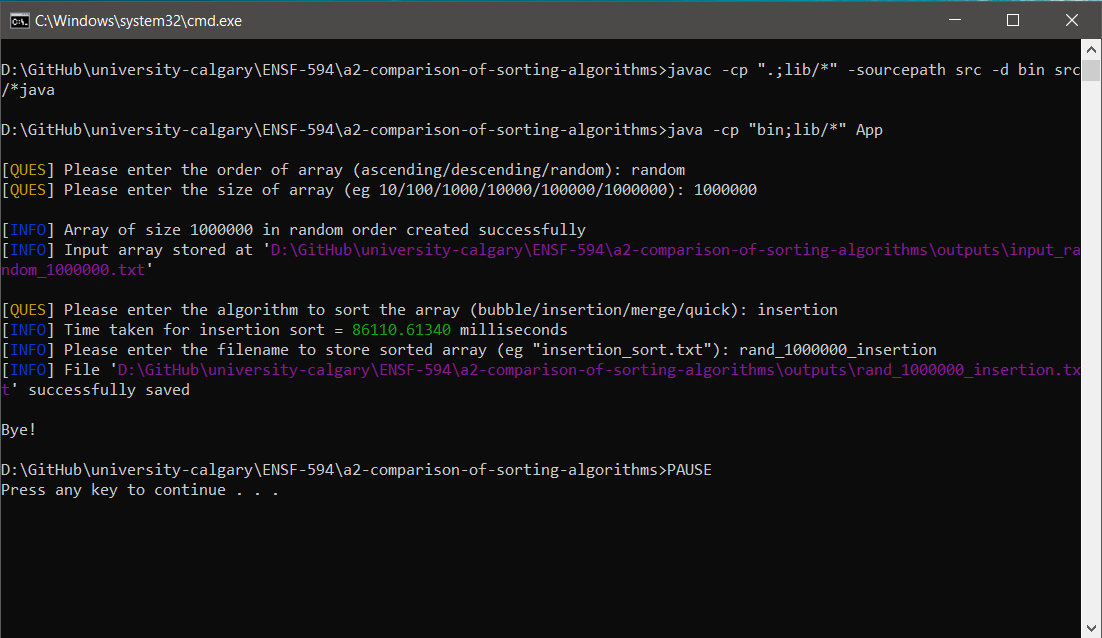 C:\Windows\system32\cmd.exe
D:\GitHub\university-calgary\ENSF-594\a2-comparison-of-sorting-algorithms>javac -cp ".;lib/*" -sourcepath src -d bin src
/*java
D:\GitHub\university-calgary\ENSF-594\a2-comparison-of-sorting-algorithms>java -cp "bin;lib/*" App
[QUES] Please enter the order of array (ascending/descending/random): random
[QUES] Please enter the size of array (eg 10/100/1000/10000/100000/1000000): 1000000
[INFO] Array of size 1000000 in random order created successfully
[INFO] Input array stored at 'D:\GitHub\university-calgary\ENSF-594\a2-comparison-of-sorting-algorithms\outputs\input_ra
ndom_1000000.txt'
[QUES] Please enter the algorithm to sort the array (bubble/insertion/merge/quick): insertion
[INFO] Time taken for insertion sort = 86110.61340 milliseconds
[INFO] Please enter the filename to store sorted array (eg "insertion_sort.txt"): rand_1000000_insertion
[INFO] File 'D:\GitHub\university-calgary\ENSF-594\a2-comparison-of-sorting-algorithms\outputs\rand_1000000_insertion.tx
t' successfully saved
Bye!
D:\GitHub\university-calgary\ENSF-594\a2-comparison-of-sorting-algorithms>PAUSE
Press any key to continue . . .